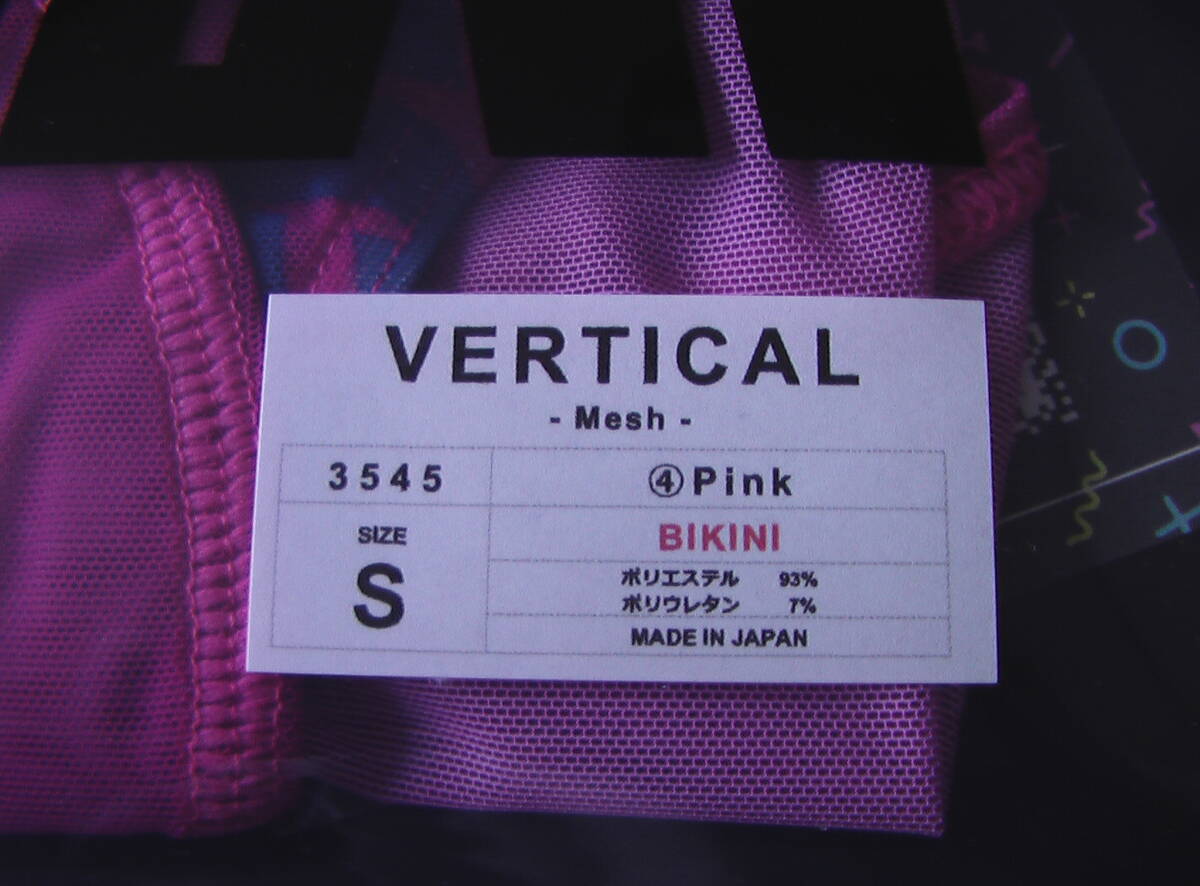 VERTICAL
- Mesh -
3545
④Pink
SIZE
S
BIKINI
ポリエステル 93%
ポリウレタン 7%
MADE IN JAPAN